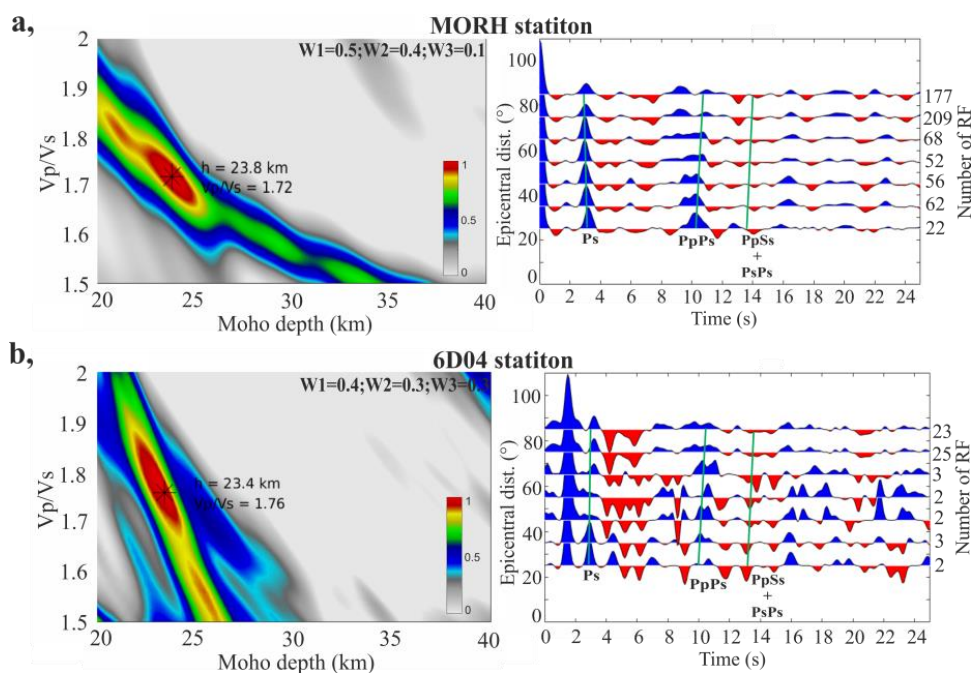 a,
MORH statiton
W1=0.5;W2=0.4;W3=0.1
2
1.9
1.8
1.7
1.6
1.5
Vp/Vs
h = 23.8 km
Vp/Vs = 1.72
1
0.5
0
20 25 30 35 40
Moho depth (km)
100
80
60
40
20
0
Epicentral dist. (°)
177
209
68
52
56
62
22
Number of RF
Ps
PpPs
PpSs
+
PsPs
0 2 4 6 8 10 12 14 16 18 20 22 24
Time (s)
b,
6D04 statiton
W1=0.4;W2=0.3;W3=0.3
2
1.9
1.8
1.7
1.6
1.5
Vp/Vs
h = 23.4 km
Vp/Vs = 1.76
1
0.5
0
20 25 30 35 40
Moho depth (km)
100
80
60
40
20
0
Epicentral dist. (°)
23
25
3
2
2
3
2
Number of RF
Ps
PpPs
PpSs
+
PsPs
0 2 4 6 8 10 12 14 16 18 20 22 24
Time (s)